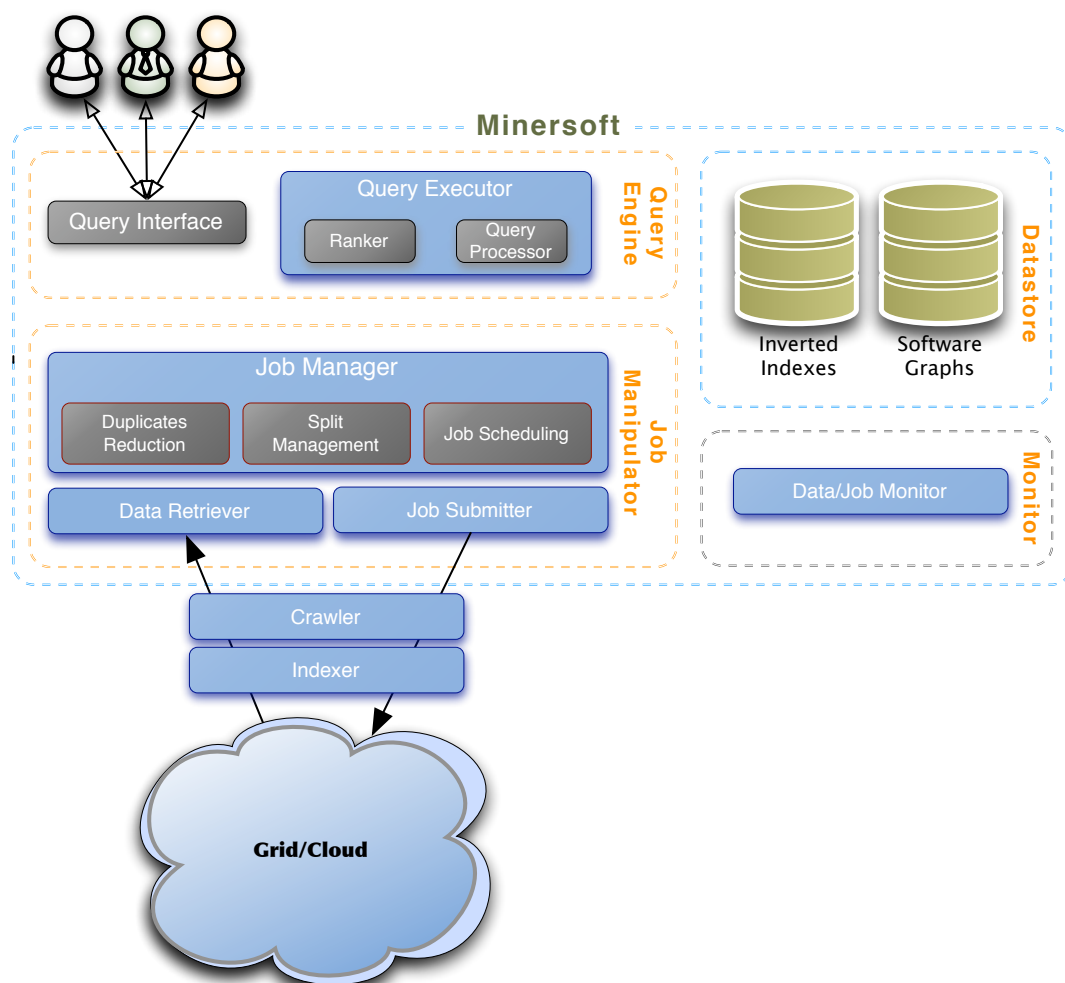 Minersoft
Query Interface
Query Executor
Ranker
Query
Processor
Query
Engine
Inverted
Indexes
Software
Graphs
Datastore
Job Manager
Duplicates
Reduction
Split
Management
Job Scheduling
Data Retriever
Job Submitter
Job
Manipulator
Data/Job Monitor
Monitor
Crawler
Indexer
Grid/Cloud